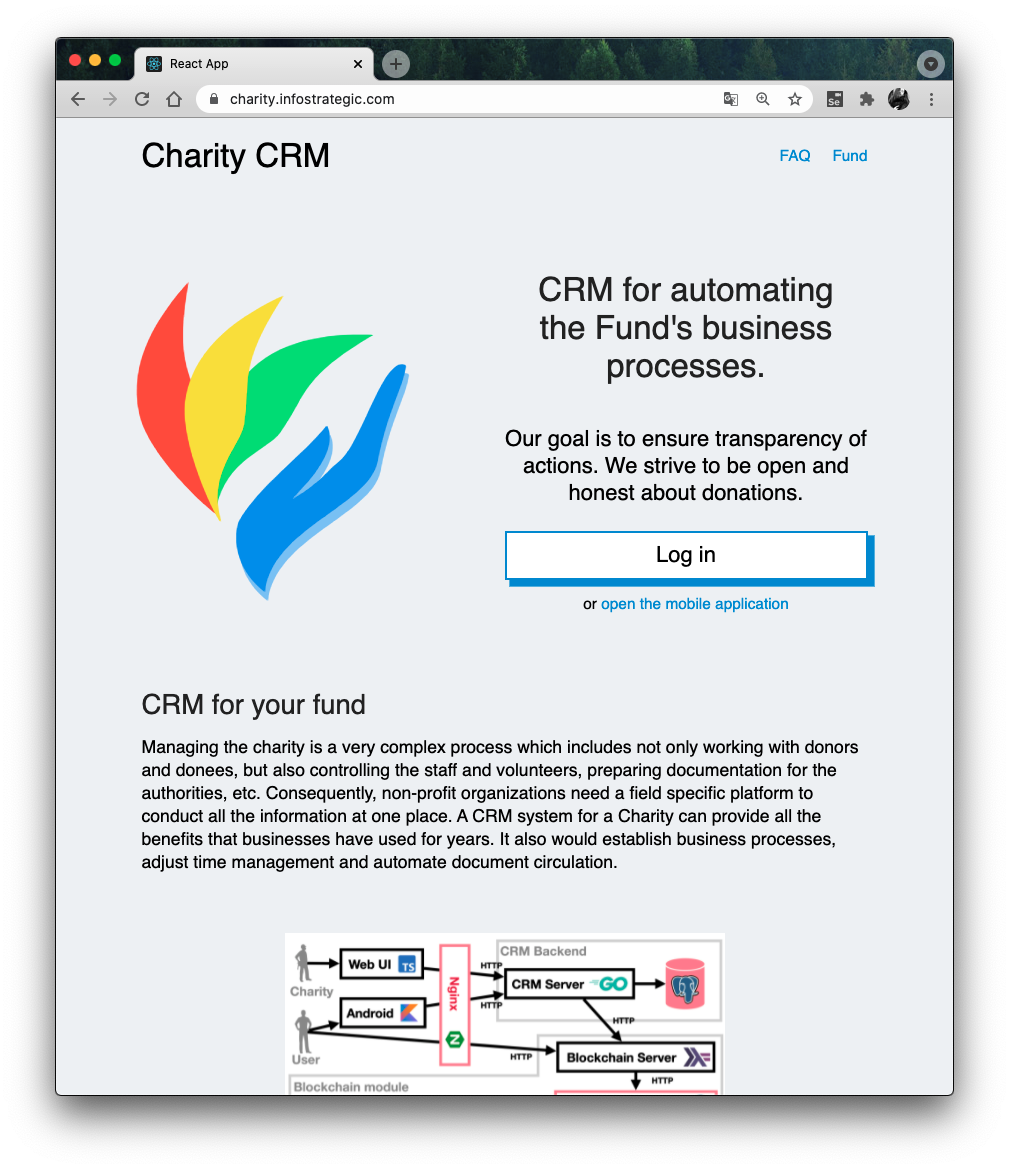 React App
charity.infostrategic.com
Se
Charity CRM
FAQ Fund
CRM for automating
the Fund's business
processes.
Our goal is to ensure transparency of
actions. We strive to be open and
honest about donations.
Log in
or open the mobile application
CRM for your fund
Managing the charity is a very complex process which includes not only working with donors
and donees, but also controlling the staff and volunteers, preparing documentation for the
authorities, etc. Consequently, non-profit organizations need a field specific platform to
conduct all the information at one place. A CRM system for a Charity can provide all the
benefits that businesses have used for years. It also would establish business processes,
adjust time management and automate document circulation.
CRM Backend
Web UI TS
HTTP
Charity
Nginx
CRM Server GO
HTTP
Android
HTTP
User
HTTP
Blockchain Server
HTTP
Blockchain module